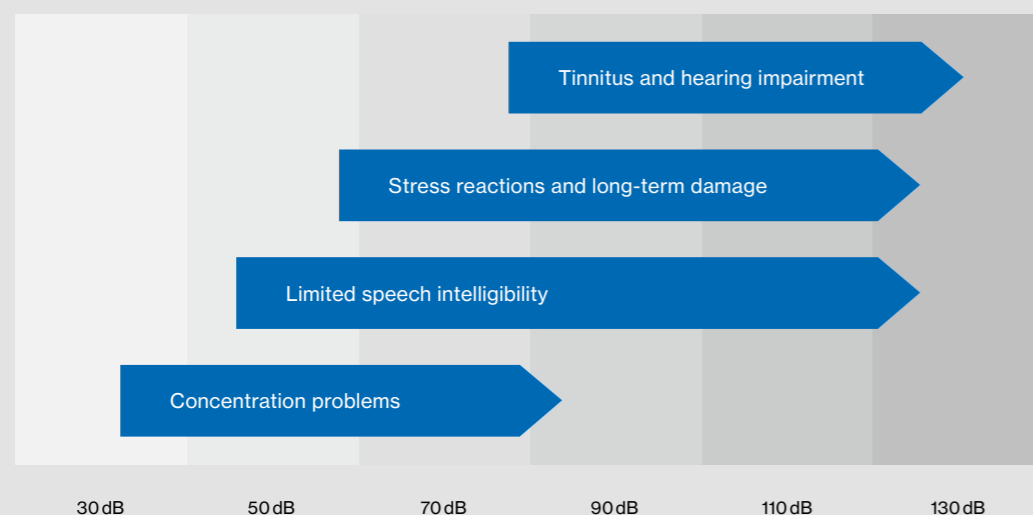 Tinnitus and hearing impairment
Stress reactions and long-term damage
Limited speech intelligibility
Concentration problems
30 dB 50 dB 70 dB 90 dB 110 dB 130 dB